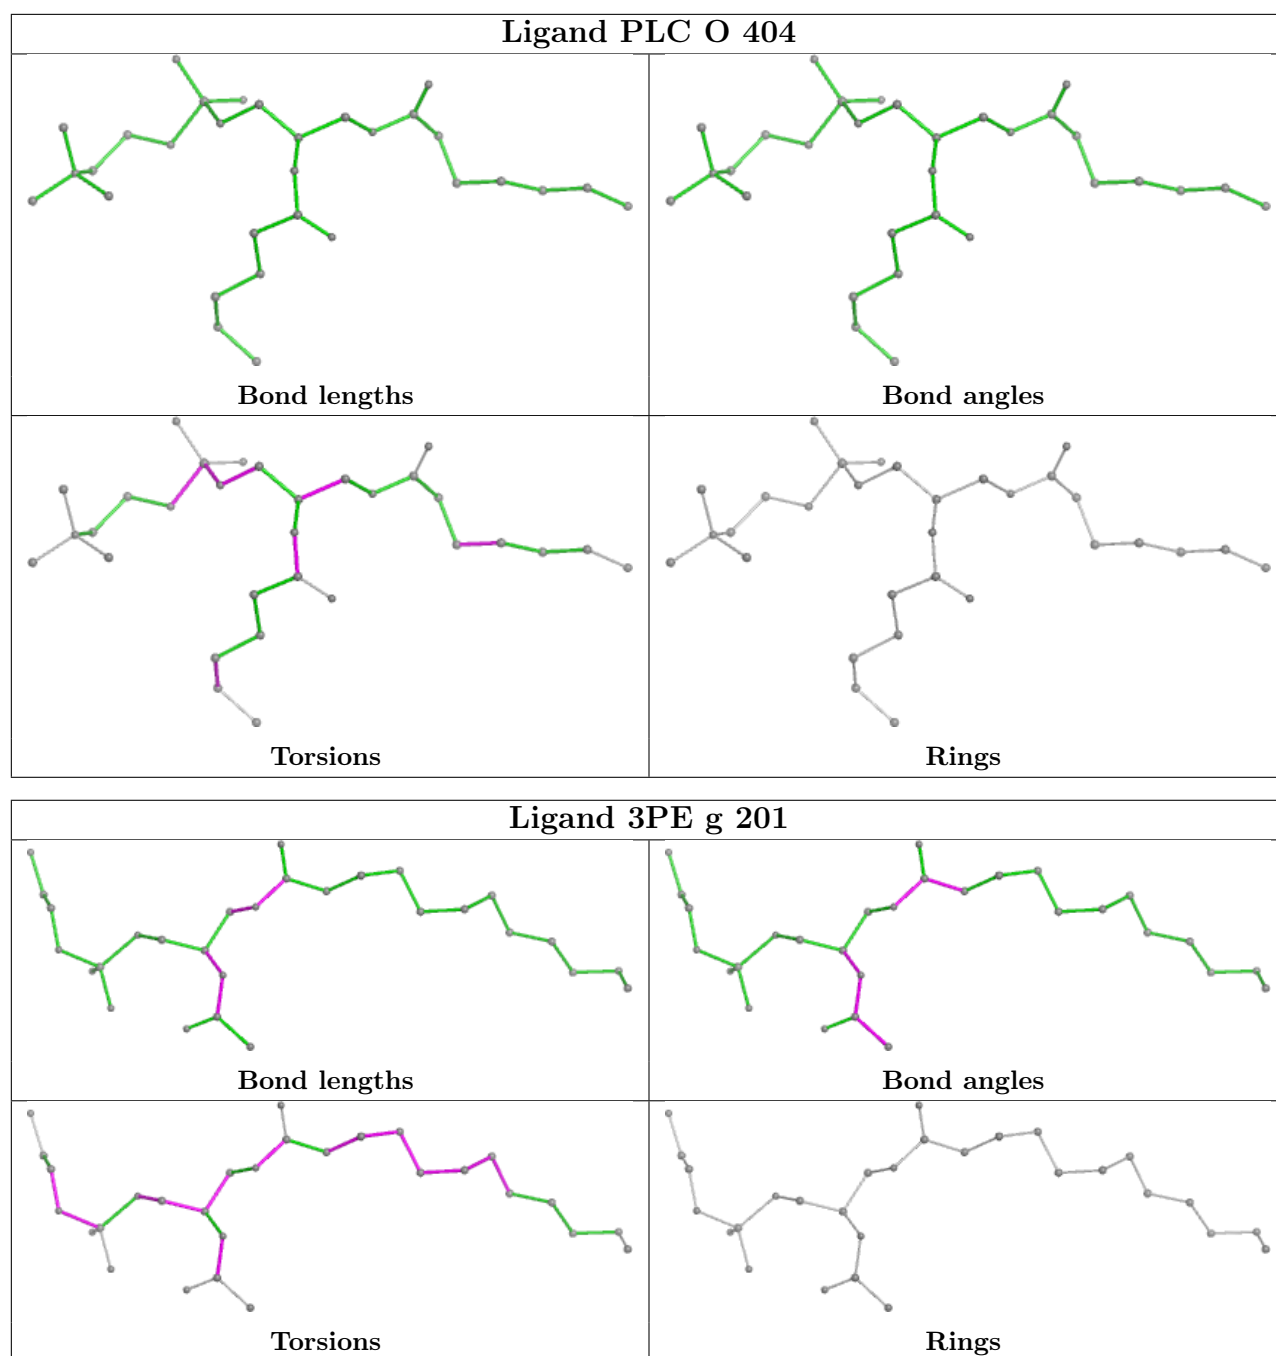 Ligand PLC O 404
Bond lengths
Bond angles
Torsions
Rings
Ligand 3PE g 201
Bond lengths
Bond angles
Torsions
Rings